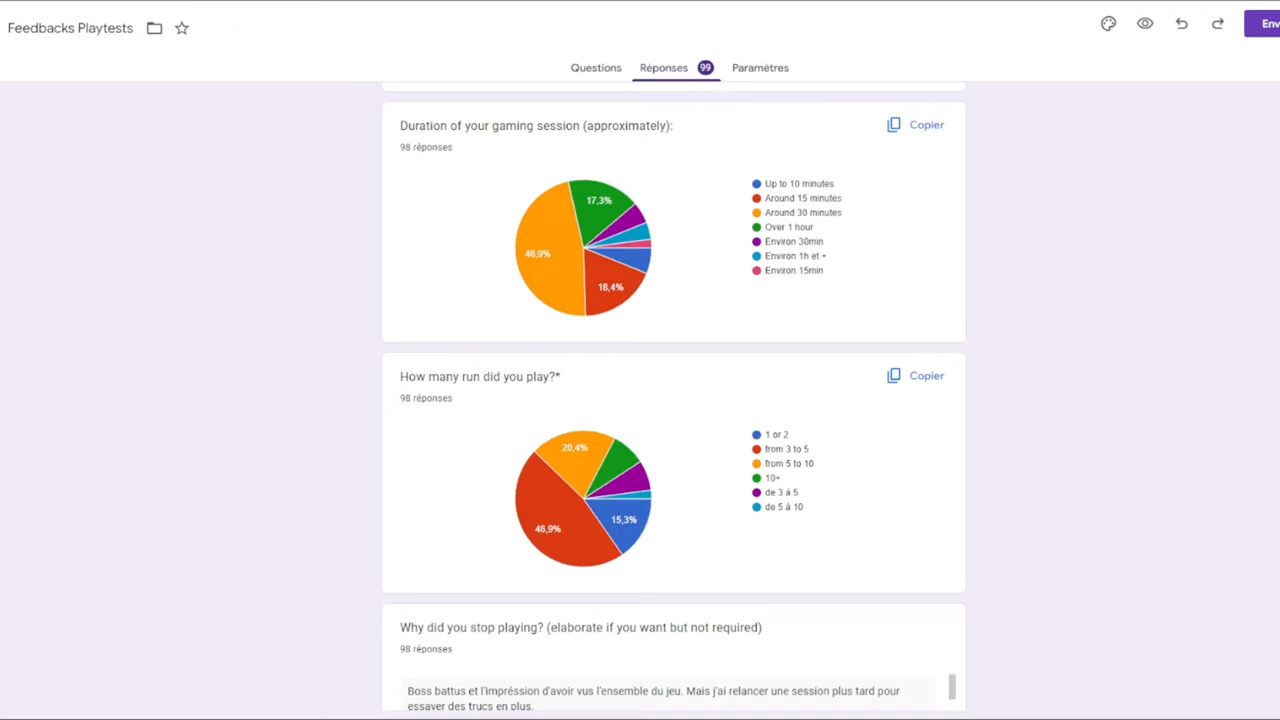 Feedbacks Playtests
Env
Questions
Réponses 99
Paramètres
Duration of your gaming session (approximately):
Copier
98 réponses
17,3%
46,9%
18,4%
Up to 10 minutes
Around 15 minutes
Around 30 minutes
Over 1 hour
Environ 30min
Environ 1h et +
Environ 15min
How many run did you play?*
Copier
98 réponses
20,4%
46,9%
15,3%
1 or 2
from 3 to 5
from 5 to 10
10+
de 3 à 5
de 5 à 10
Why did you stop playing? (elaborate if you want but not required)
98 réponses
Boss battus et l'impréssion d'avoir vus l'ensemble du jeu. Mais j'ai relancer une session plus tard pour
essayer des trucs en plus.